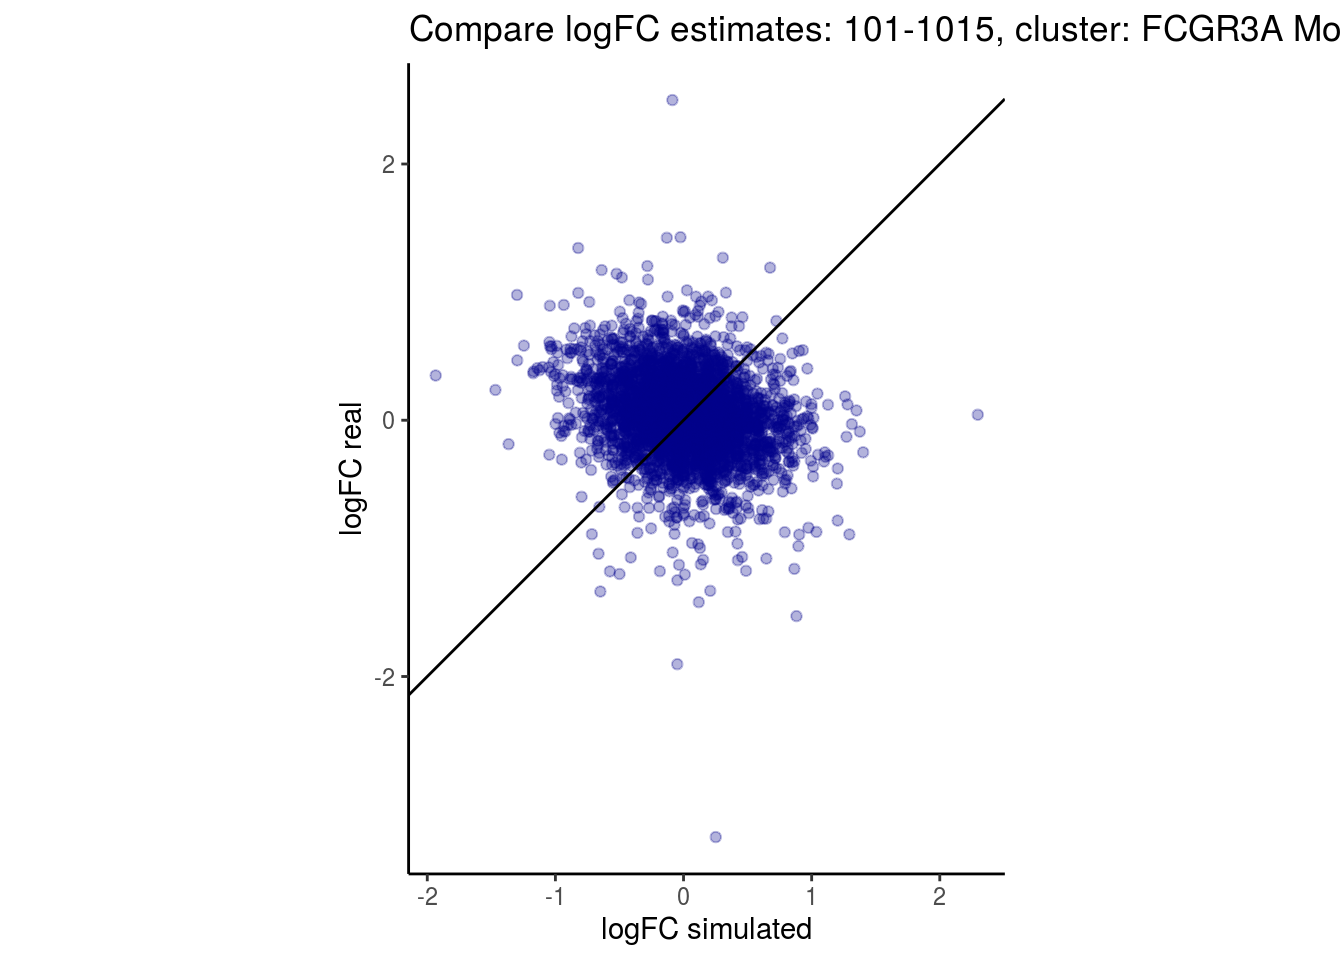 Compare logFC estimates: 101-1015, cluster: FCGR3A Mo
2
0
-2
logFC real
-2 -1 0 1 2
logFC simulated